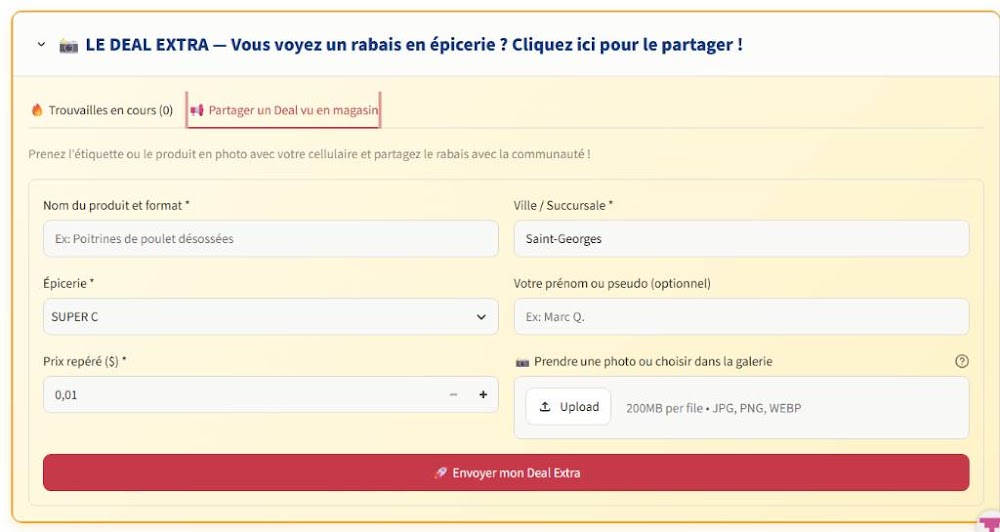 LE DEAL EXTRA — Vous voyez un rabais en épicerie ? Cliquez ici pour le partager !
Trouvailles en cours (0)
Partager un Deal vu en magasin
Prenez l'étiquette ou le produit en photo avec votre cellulaire et partagez le rabais avec la communauté !
Nom du produit et format *
Ex: Poitrines de poulet désossées
Ville / Succursale *
Saint-Georges
Épicerie *
SUPER C
Votre prénom ou pseudo (optionnel)
Ex: Marc Q.
Prix repéré ($) *
0,01
Prendre une photo ou choisir dans la galerie
Upload
200MB per file • JPG, PNG, WEBP
Envoyer mon Deal Extra